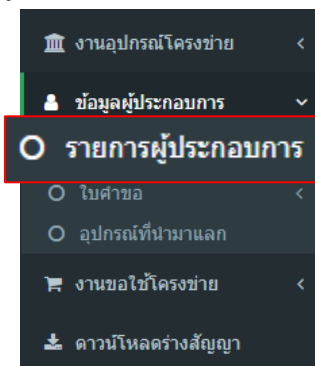 งานอุปกรณ์โครงข่าย
ข้อมูลผู้ประกอบการ
รายการผู้ประกอบการ
ใบคำขอ
อุปกรณ์ที่นำมาแลก
งานขอใช้โครงข่าย
ดาวน์โหลดร่างสัญญา